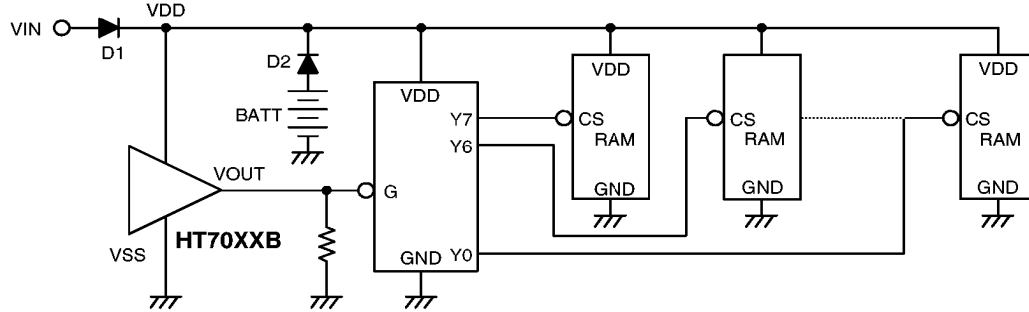 VDD
VIN
D1
D2
VDD
VDD
VDD
VDD
BATT
Y7
CS
CS
CS
RAM
RAM
RAM
Y6
VOUT
G
GND
GND
GND
HT70XXB
VSS
GND
Y0